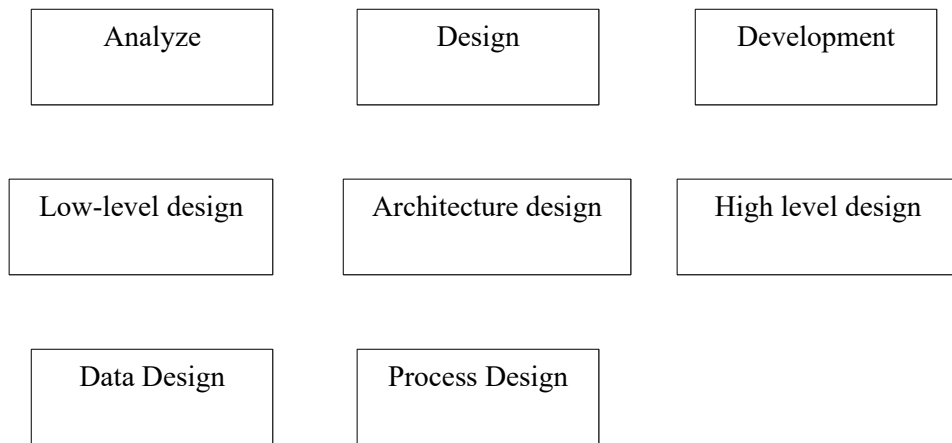 Analyze
Design
Development
Low-level design
Architecture design
High level design
Data Design
Process Design